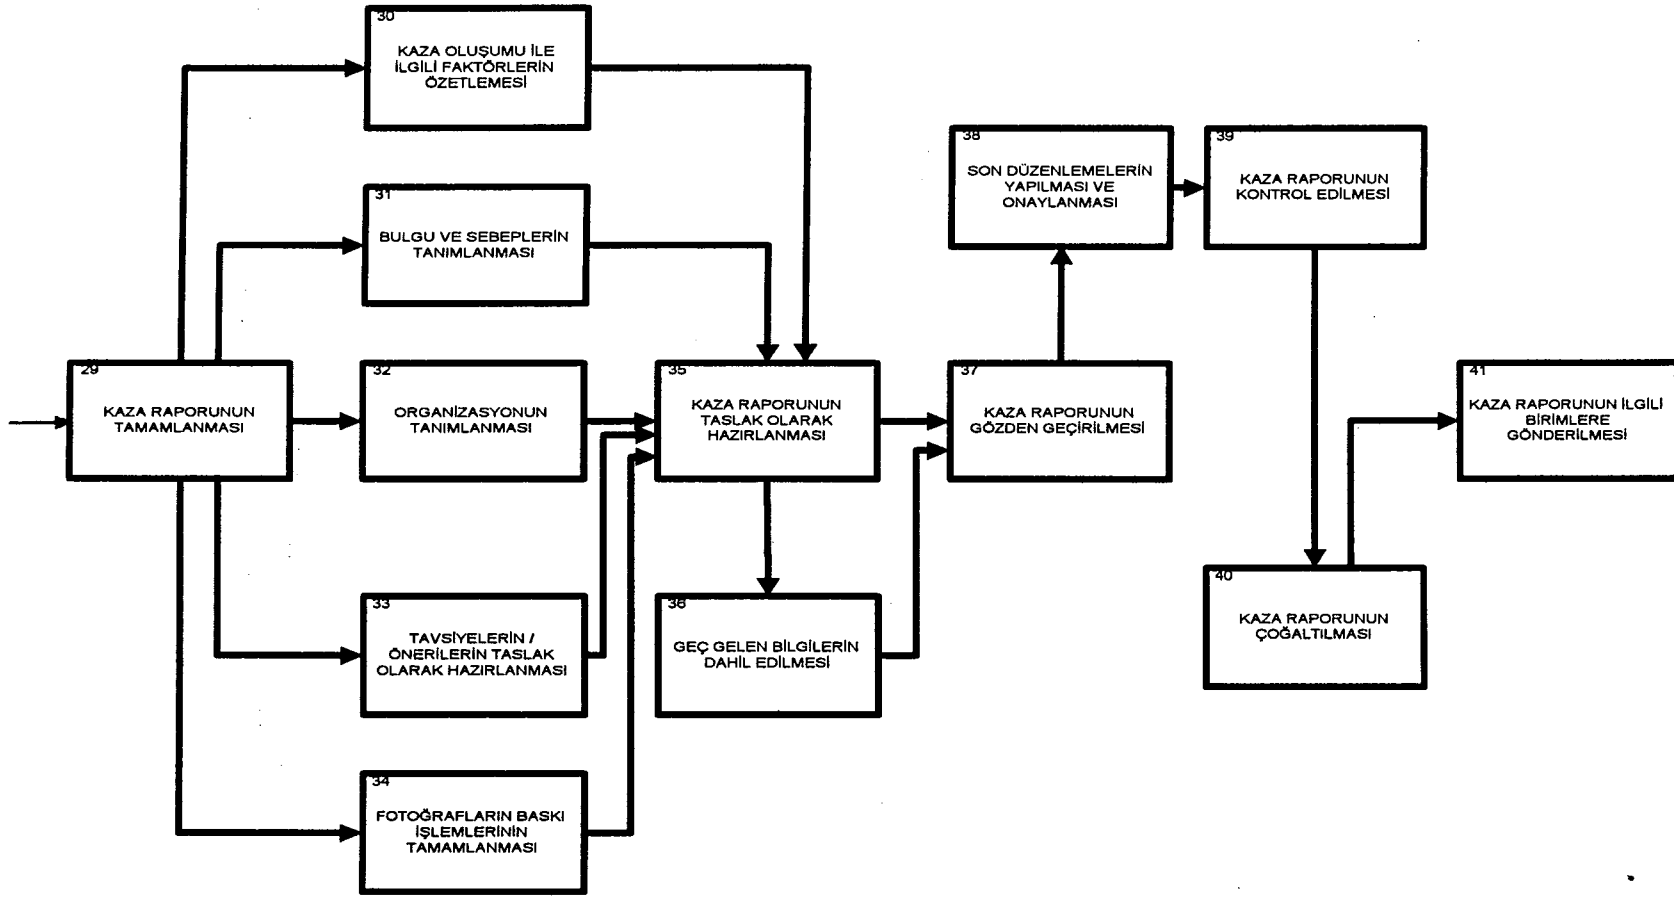 30
KAZA OLUŞUMU İLE
İLGİLİ FAKTÖRLERİN
ÖZETLEMESİ
31
BULGU VE SEBEPLERİN
TANIMLANMASI
29
KAZA RAPORUNUN
TAMAMLANMASI
32
ORGANİZASYONUN
TANIMLANMASI
33
TAVSİYELERİN /
ÖNERİLERİN TASLAK
OLARAK HAZIRLANMASI
34
FOTOĞRAFLARIN BASKI
İŞLEMLERİNİN
TAMAMLANMASI
35
KAZA RAPORUNUN
TASLAK OLARAK
HAZIRLANMASI
36
GEÇ GELEN BİLGİLERİN
DAHİL EDİLMESİ
37
KAZA RAPORUNUN
GÖZDEN GEÇİRİLMESİ
38
SON DÜZENLEMELERİN
YAPILMASI VE
ONAYLANMASI
39
KAZA RAPORUNUN
KONTROL EDİLMESİ
40
KAZA RAPORUNUN
ÇOĞALTILMASI
41
KAZA RAPORUNUN İLGİLİ
BİRİMLERE
GÖNDERİLMESİ